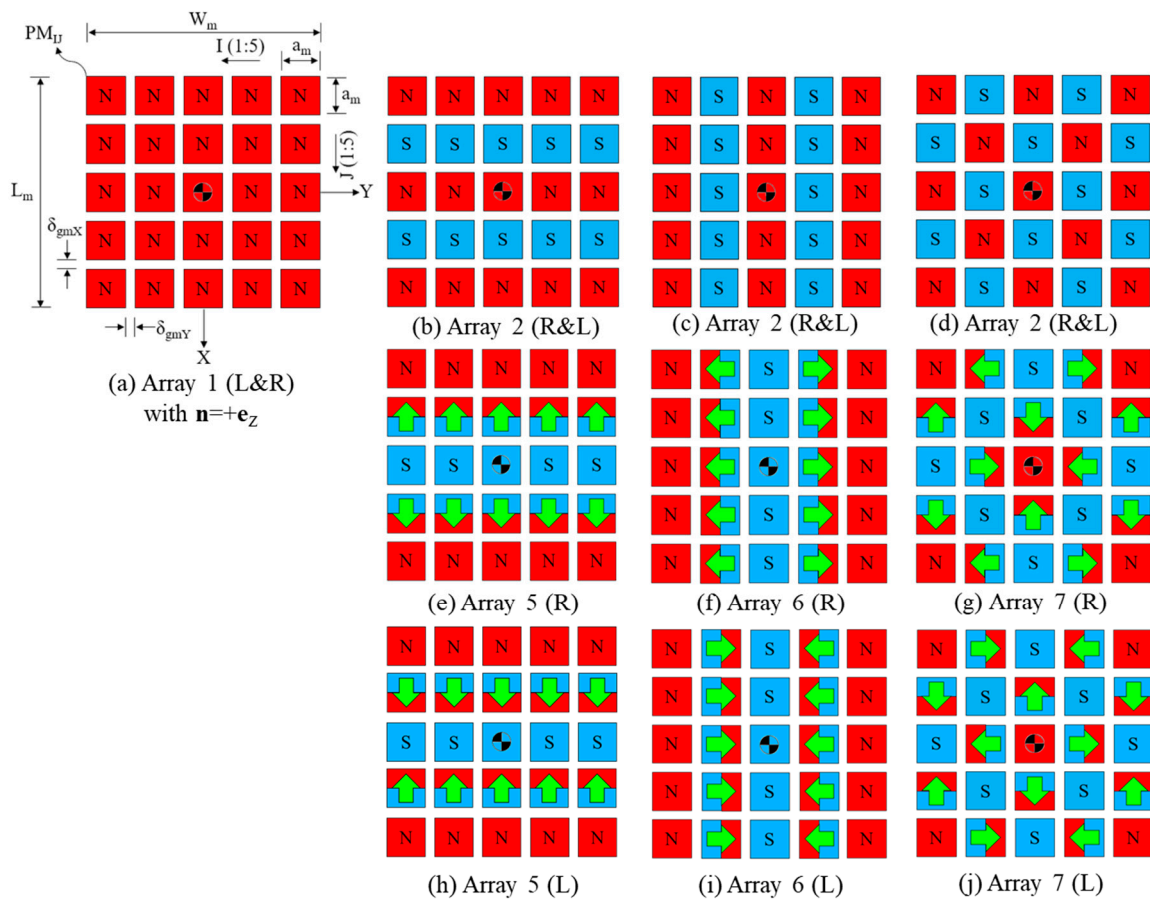 W_m
PM_IJ
I (1:5)
a_m
N N N N N
a_m
N N N N N
J (1:5)
L_m
N N N N
Y
δ_gmX
N N N N N
N N N N N
δ_gmY
X
(a) Array 1 (L&R)
with n=+e_Z
N N N N N
S S S S S
N N N N
S S S S S
N N N N N
(b) Array 2 (R&L)
N S N S N
N S N S N
N S N S N
N S N S N
N S N S N
(c) Array 2 (R&L)
N S N S N
S N S N S
N S N S N
S N S N S
N S N S N
(d) Array 2 (R&L)
N N N N N
S S S S
N N N N N
(e) Array 5 (R)
N S N
N S N
N S N
N S N
N S N
(f) Array 6 (R)
N S N
S S
S S
S S
N S N
(g) Array 7 (R)
N N N N N
S S S S
N N N N N
(h) Array 5 (L)
N S N
N S N
N S N
N S N
N S N
(i) Array 6 (L)
N S N
S S
S S
S S
N S N
(j) Array 7 (L)